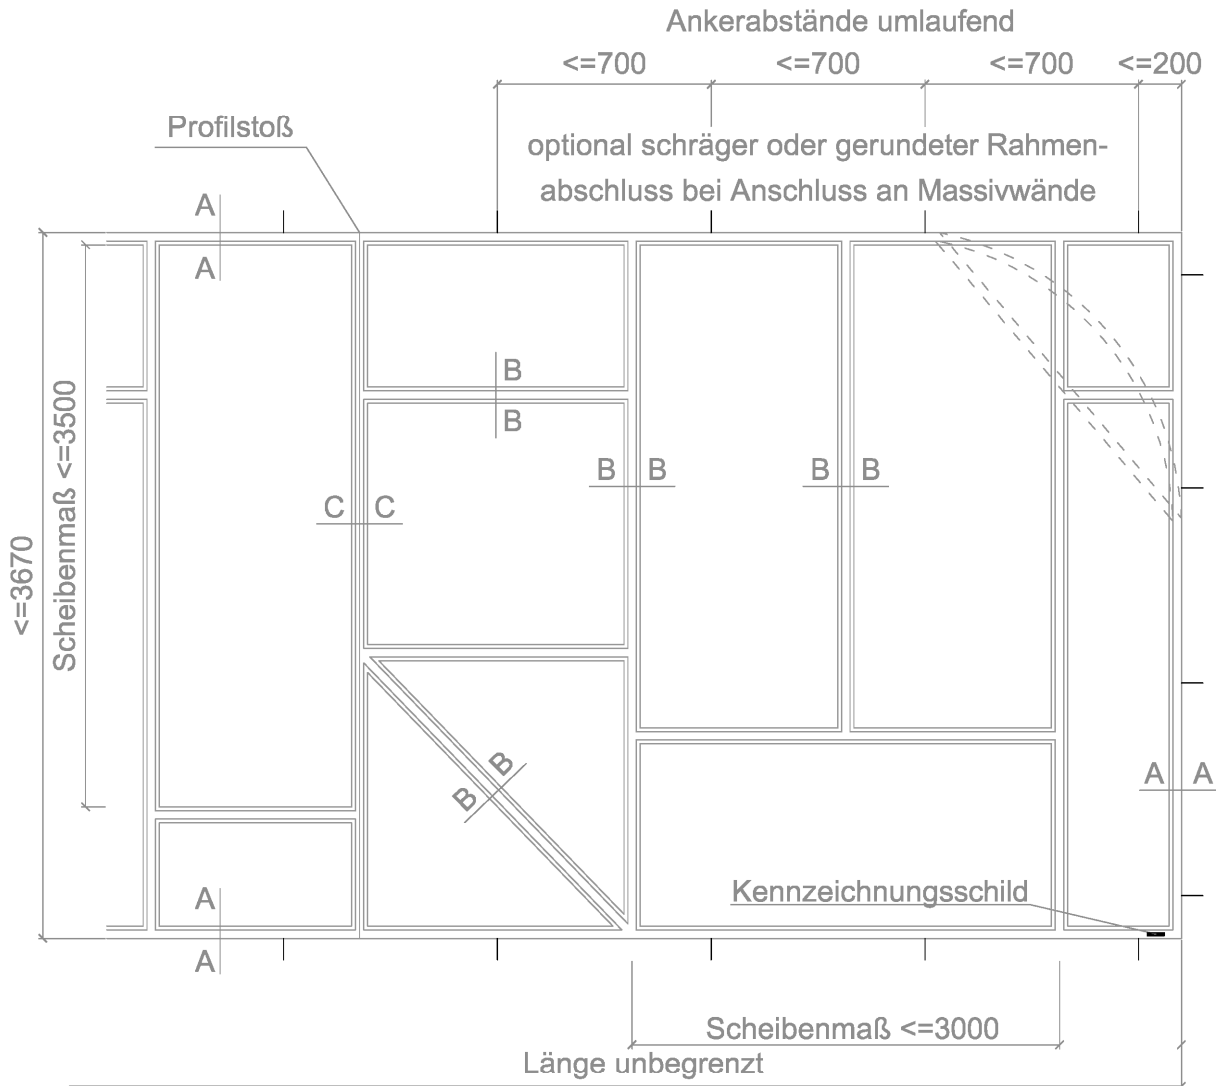 Ankerabstände umlaufend
<=700 <=700 <=700 <=200
Profilstoß
optional schräger oder gerundeter Rahmen-
abschluss bei Anschluss an Massivwände
A
A
B
B
B B
B B
C C
Scheibenmaß <=3500
<=3670
B
B
A A
Kennzeichnungsschild
A
A
Scheibenmaß <=3000
Länge unbegrenzt